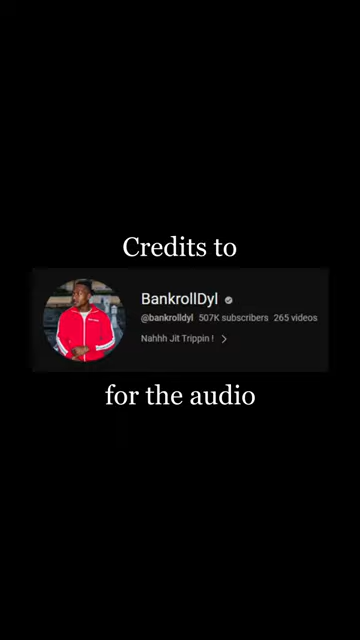 Credits to
BankrollDyl
@bankrolldyl 507K subscribers 265 videos
Nahhh Jit Trippin !
for the audio